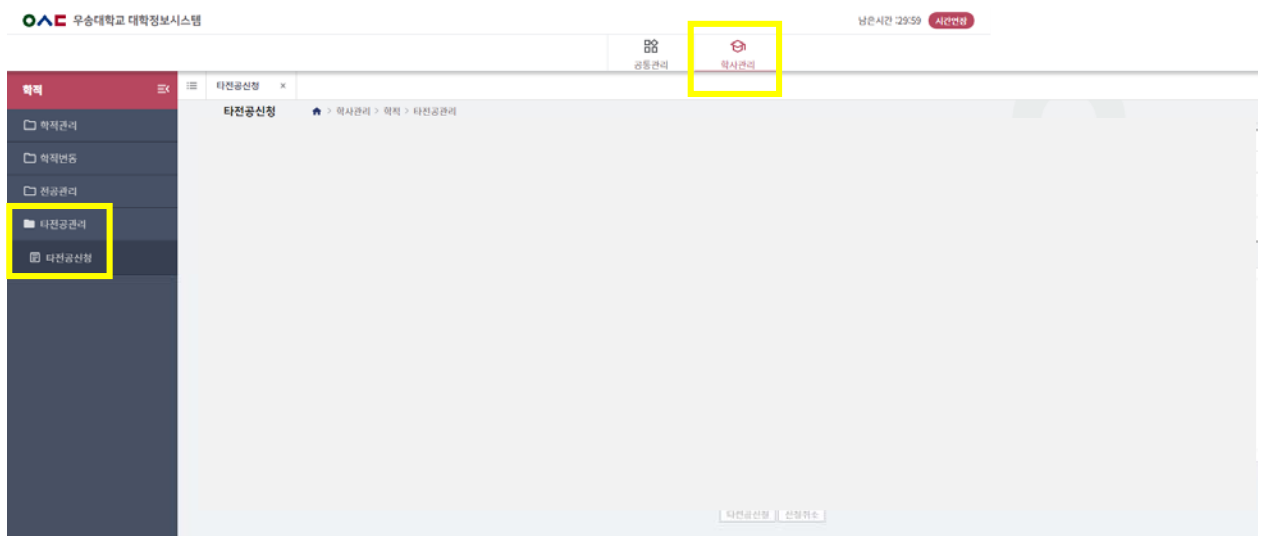 우송대학교 대학정보시스템
남은시간 :29:59 시간연장
공통관리 학사관리
학적
타전공신청 ×
타전공신청 > 학사관리 > 학적 > 타전공관리
학적관리
학적변동
전공관리
타전공관리
타전공신청
타전공신청 신청취소